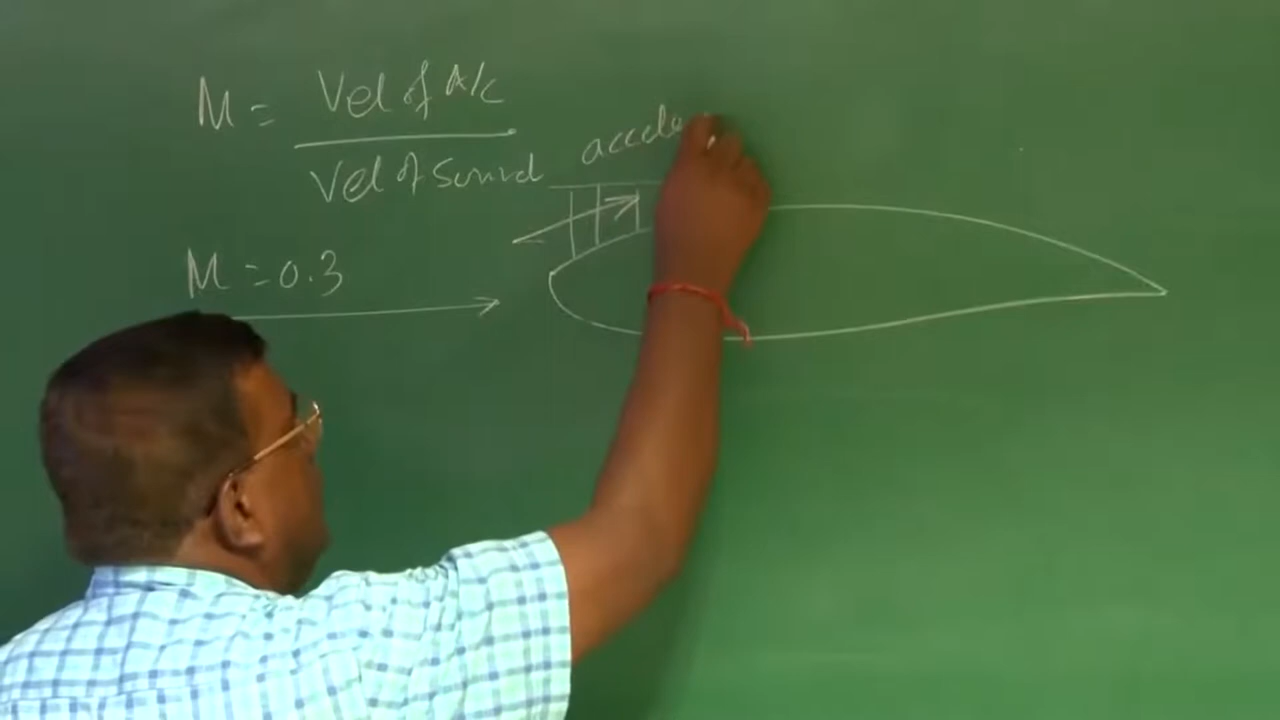 M = Vel of A/c
Vel of Sound
accele
M = 0.3